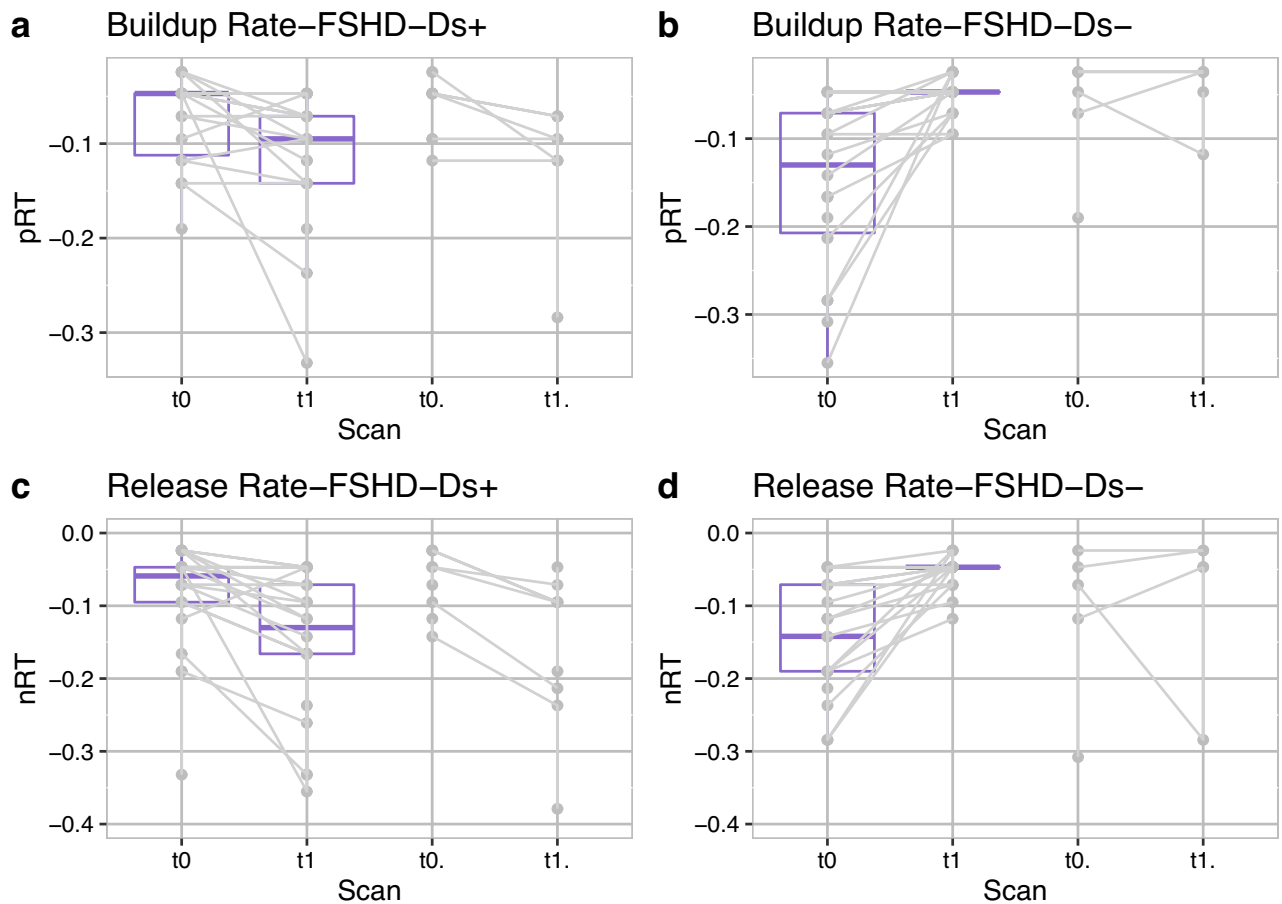 a Buildup Rate−FSHD−Ds+
−0.1
−0.2
−0.3
pRT
t0 t1 t0. t1.
Scan
b Buildup Rate−FSHD−Ds−
−0.1
−0.2
−0.3
pRT
t0 t1 t0. t1.
Scan
c Release Rate−FSHD−Ds+
0.0
−0.1
−0.2
−0.3
−0.4
nRT
t0 t1 t0. t1.
Scan
d Release Rate−FSHD−Ds−
0.0
−0.1
−0.2
−0.3
−0.4
nRT
t0 t1 t0. t1.
Scan